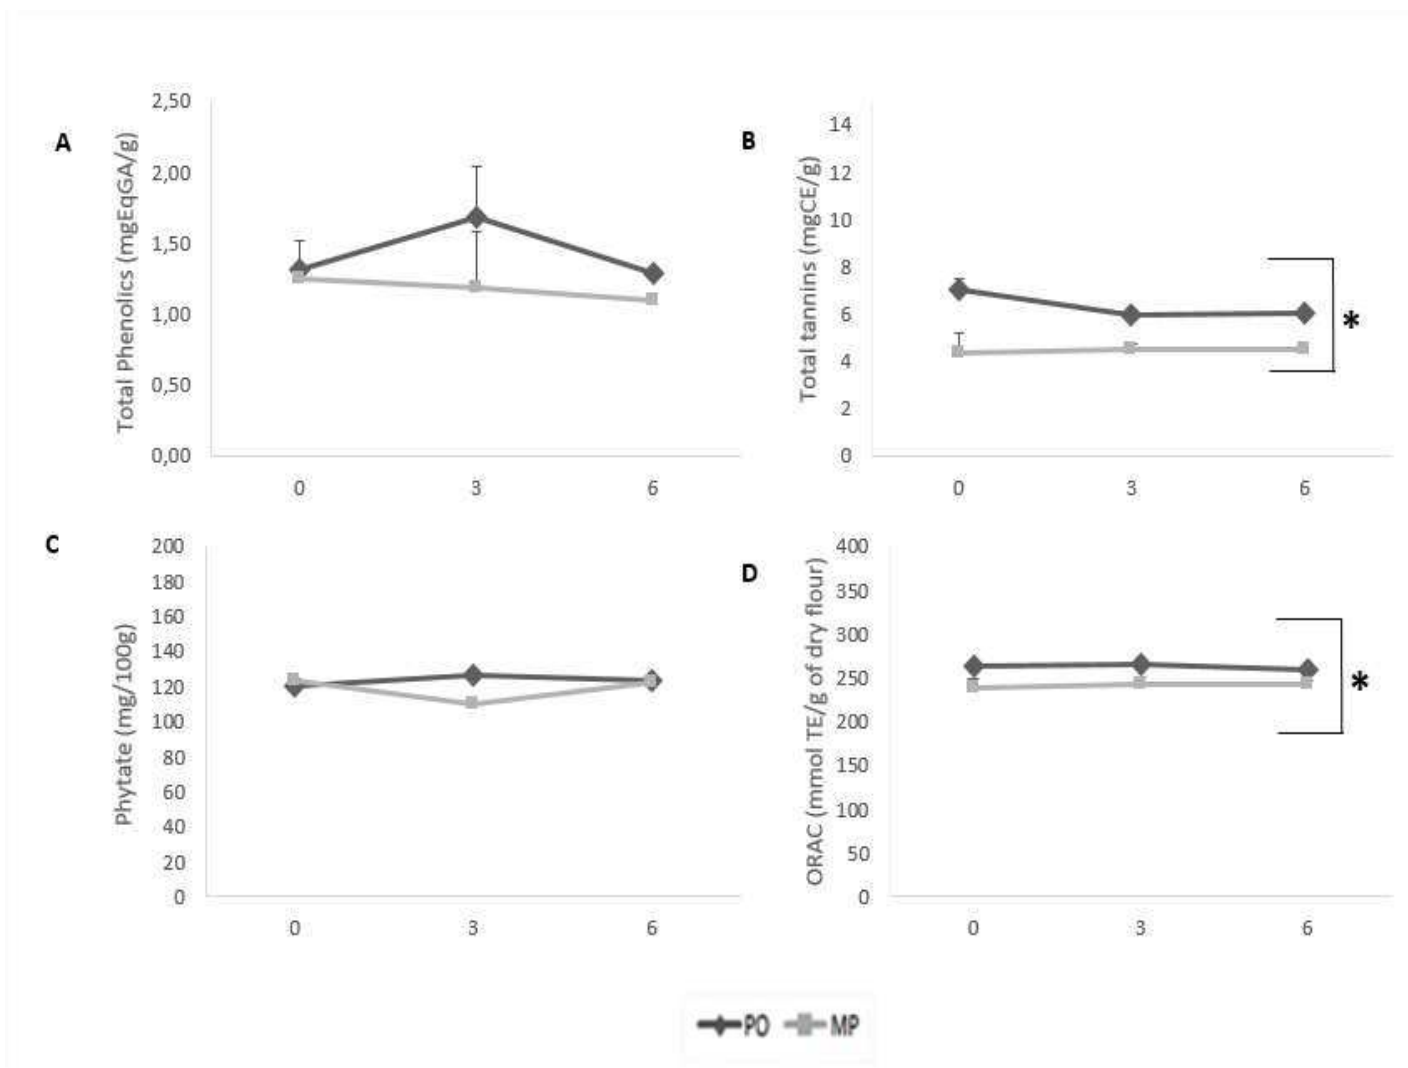 A
Total Phenolics (mgEqGA/g)
2,50
2,00
1,50
1,00
0,50
0,00
0 3 6
B
Total tannins (mgCE/g)
14
12
10
8
6
4
2
0
0 3 6
*
C
Phytate (mg/100g)
200
180
160
140
120
100
80
60
40
20
0
0 3 6
D
ORAC (mmol TE/g of dry flour)
400
350
300
250
200
150
100
50
0
0 3 6
*
PO MP